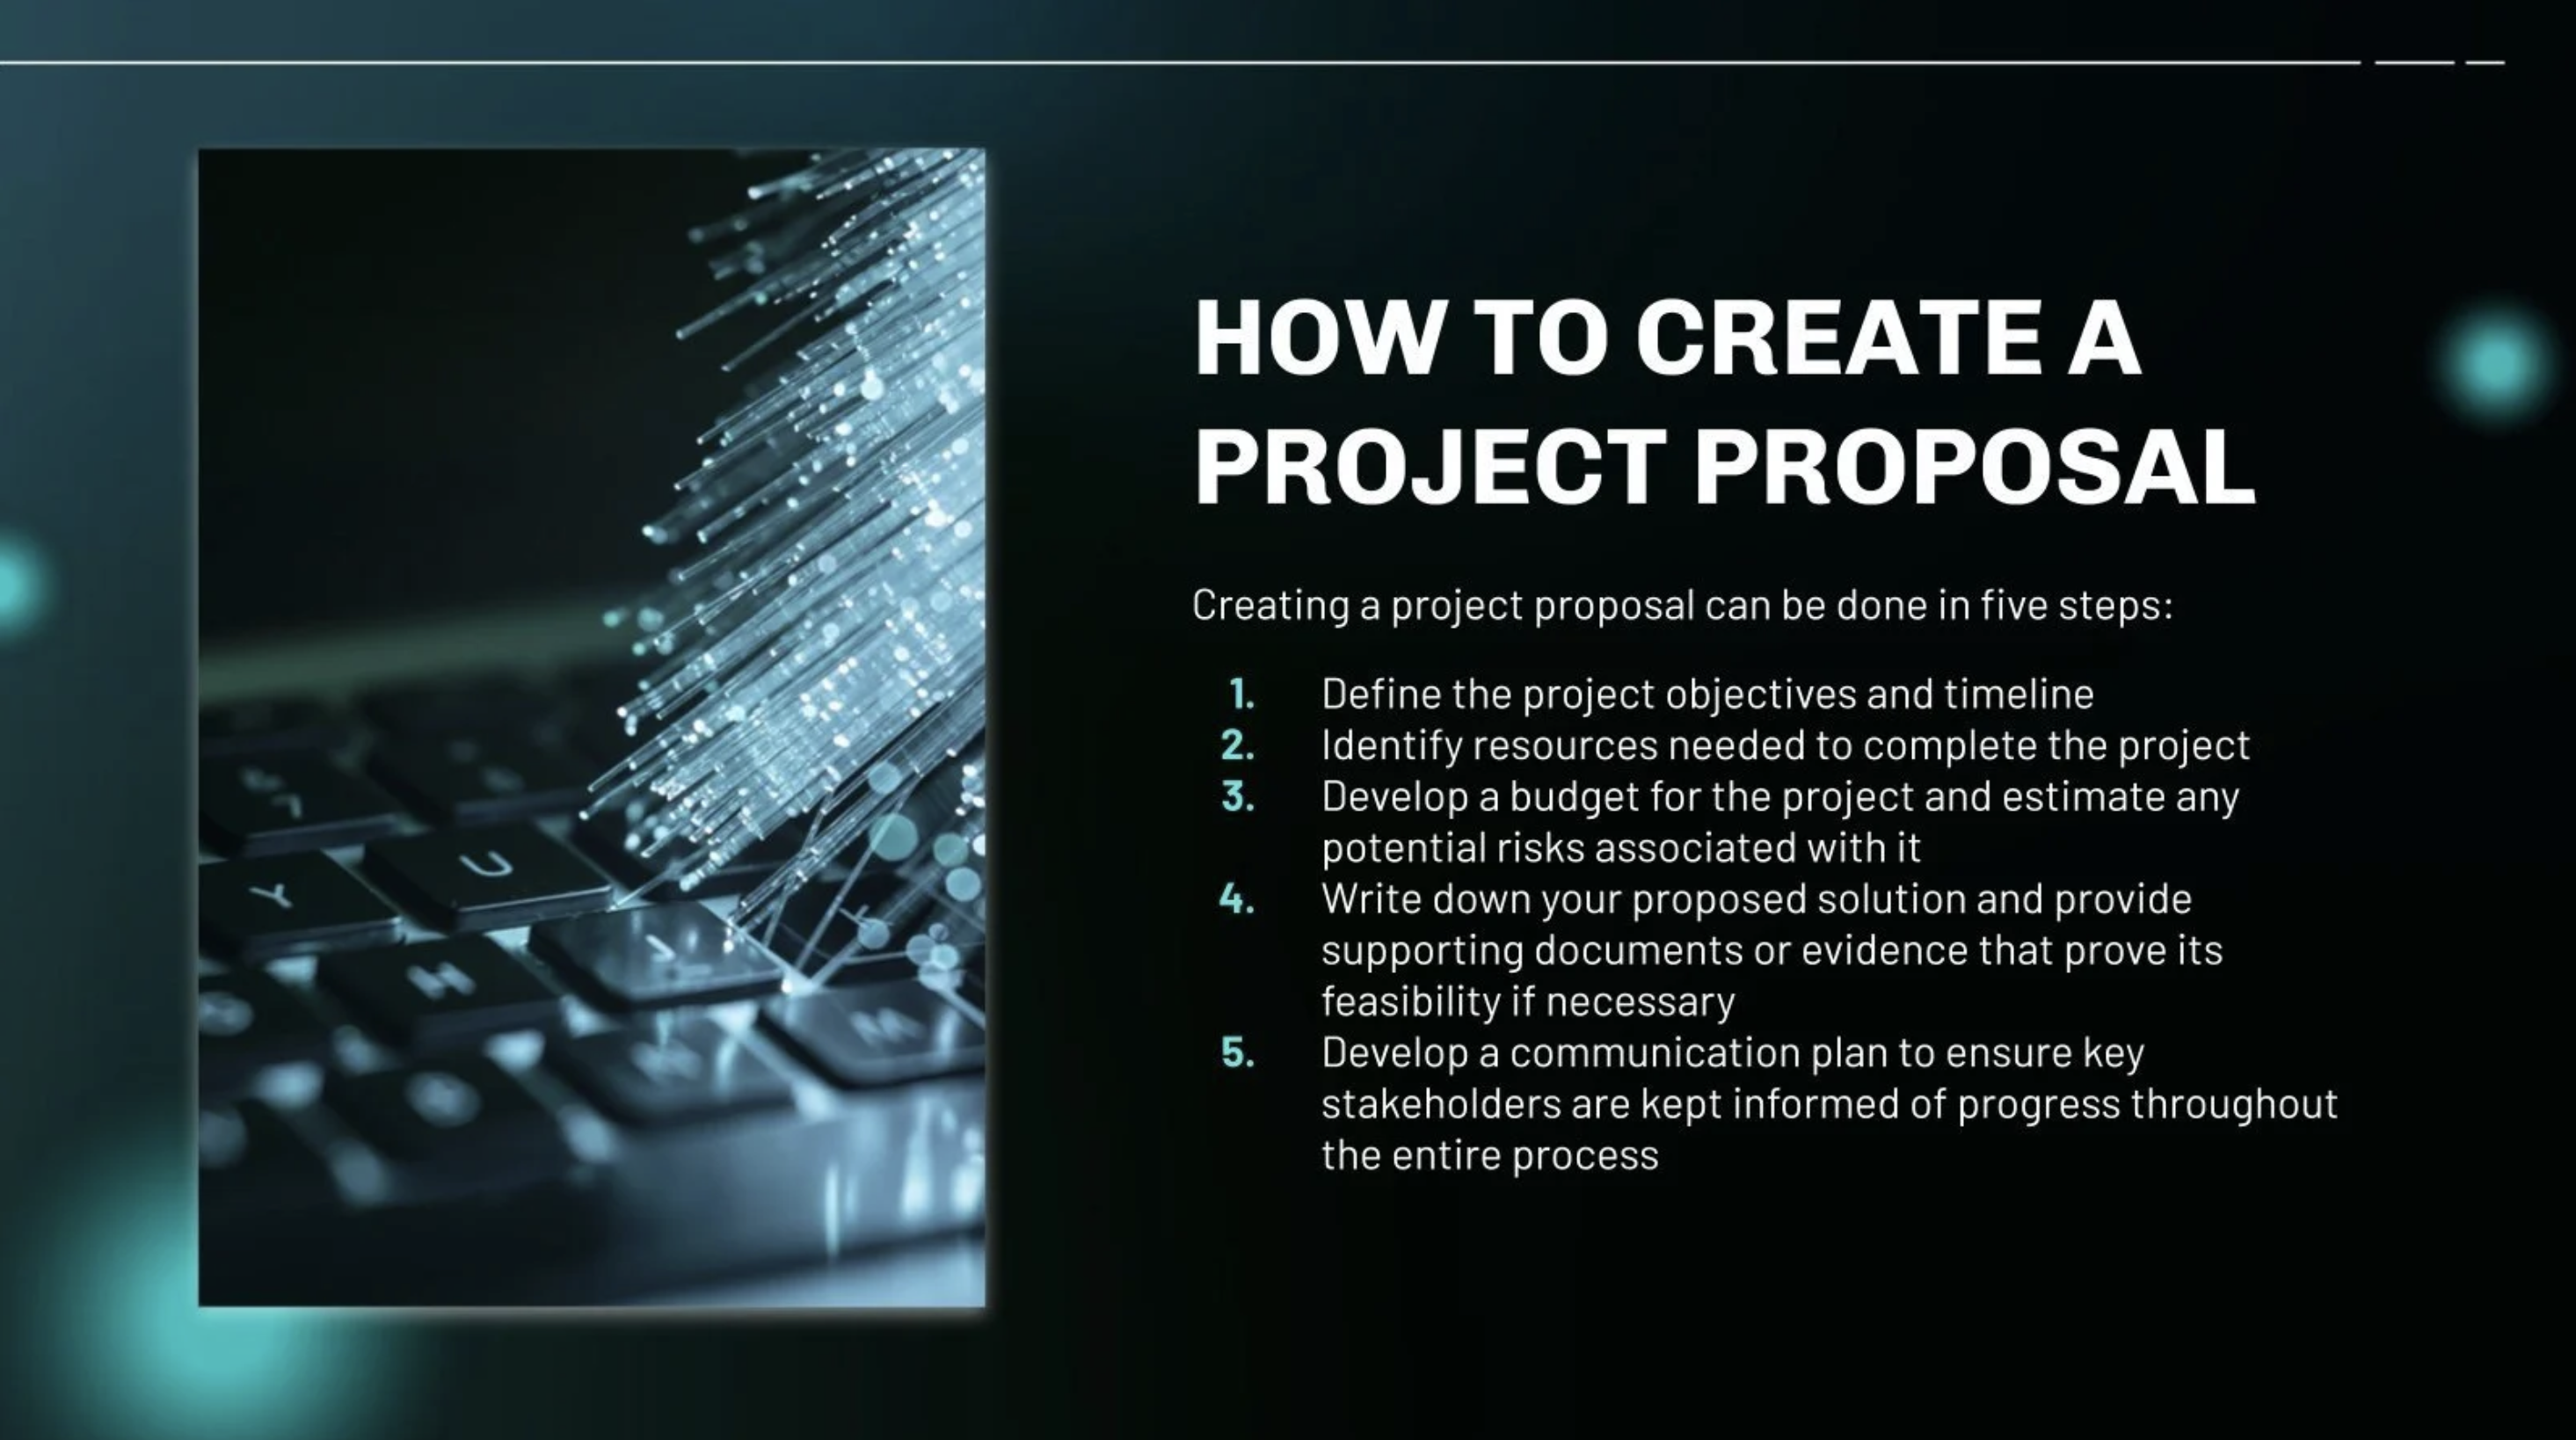 HOW TO CREATE A
PROJECT PROPOSAL
Creating a project proposal can be done in five steps:
1. Define the project objectives and timeline
2. Identify resources needed to complete the project
3. Develop a budget for the project and estimate any
potential risks associated with it
4. Write down your proposed solution and provide
supporting documents or evidence that prove its
feasibility if necessary
5. Develop a communication plan to ensure key
stakeholders are kept informed of progress throughout
the entire process
Y
U
H
J
M